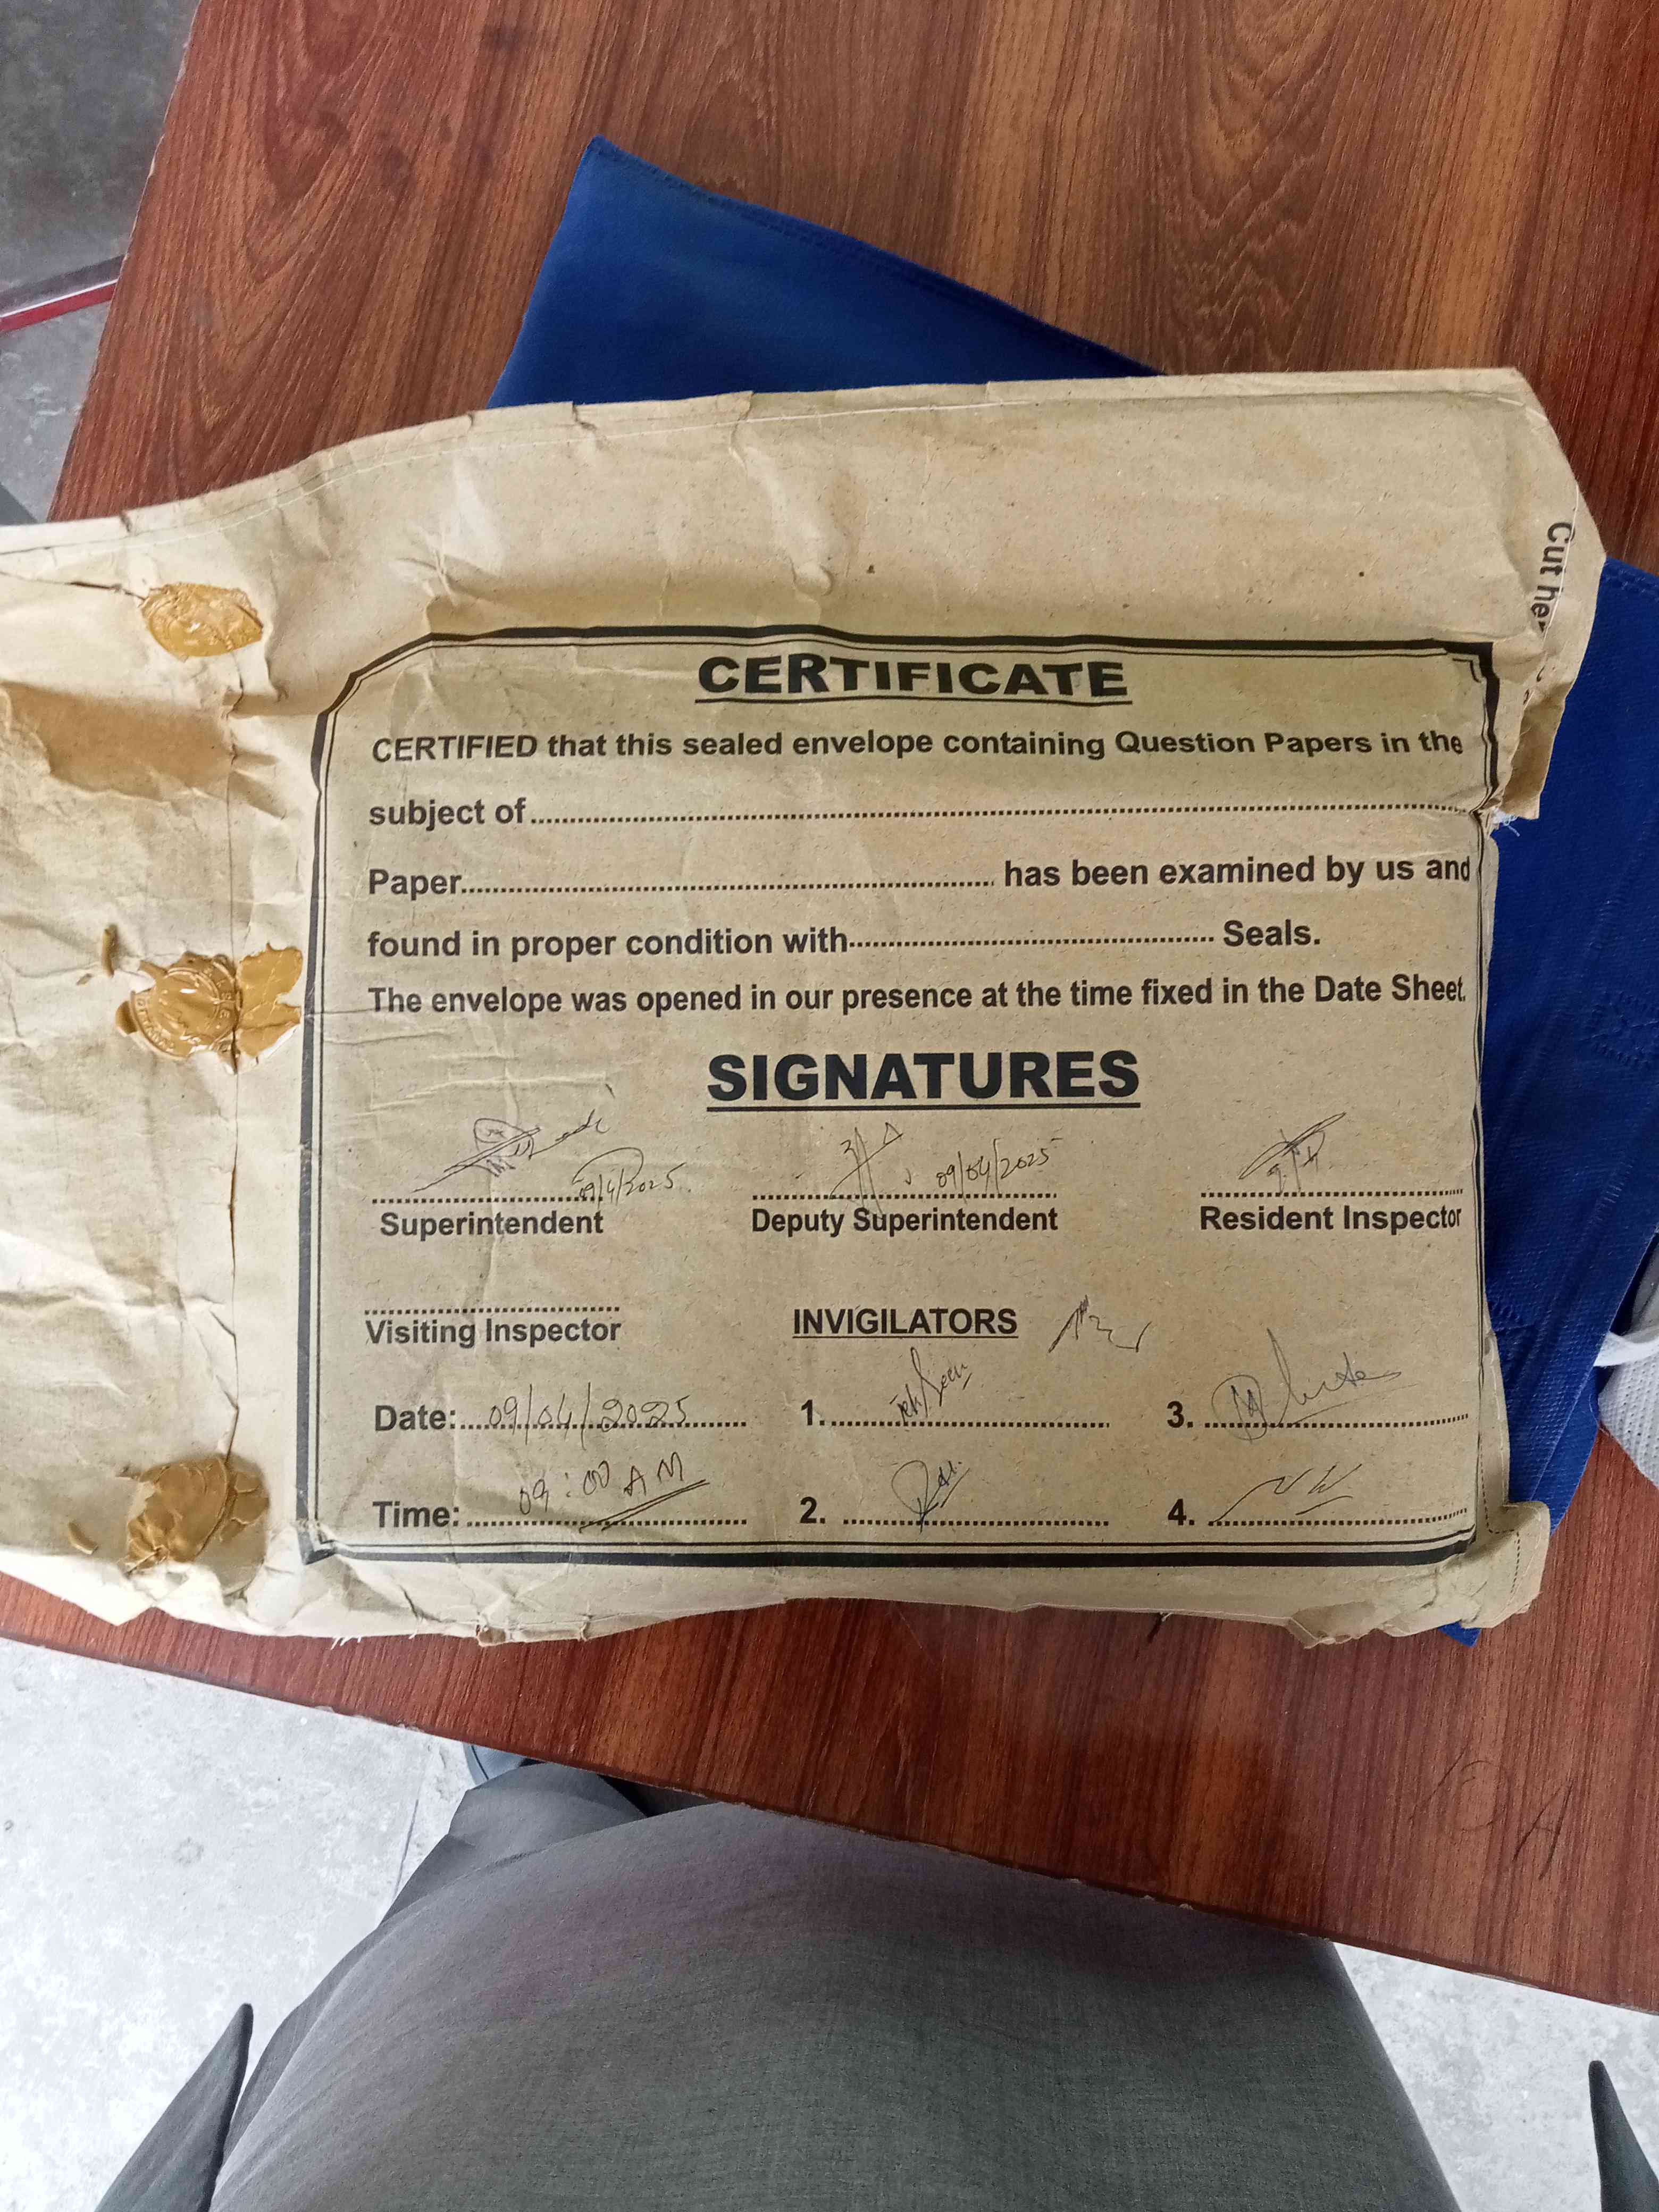 Cut her
CERTIFICATE
CERTIFIED that this sealed envelope containing Question Papers in the
subject of........................................
Paper........................................ has been examined by us and
found in proper condition with........................................ Seals.
The envelope was opened in our presence at the time fixed in the Date Sheet.
SIGNATURES
09/4/2025 09/04/2025 9/4
Superintendent Deputy Superintendent Resident Inspector
Visiting Inspector INVIGILATORS
Date: 09/04/2025 1. 3.
Time: 09:00 AM 2. 4.